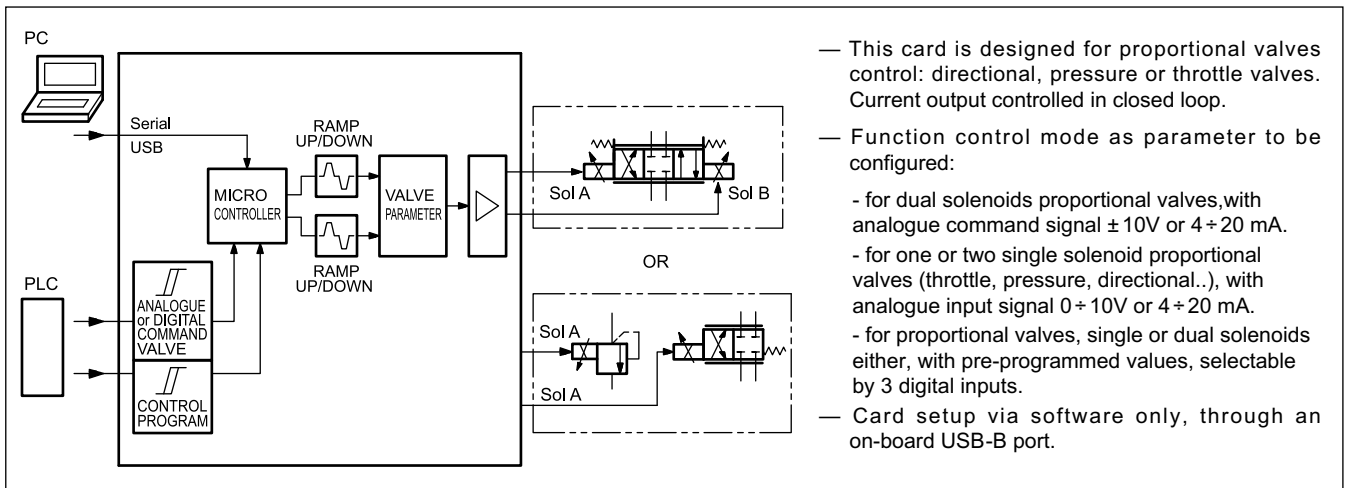 PC
Serial
USB
RAMP
UP/DOWN
MICRO
CONTROLLER
VALVE
PARAMETER
RAMP
UP/DOWN
Sol A
Sol B
OR
PLC
ANALOGUE
or DIGITAL
COMMAND
VALVE
CONTROL
PROGRAM
Sol A
Sol A
— This card is designed for proportional valves
control: directional, pressure or throttle valves.
Current output controlled in closed loop.
— Function control mode as parameter to be
configured:
- for dual solenoids proportional valves,with
analogue command signal ±10V or 4÷20 mA.
- for one or two single solenoid proportional
valves (throttle, pressure, directional..), with
analogue input signal 0÷10V or 4÷20 mA.
- for proportional valves, single or dual solenoids
either, with pre-programmed values, selectable
by 3 digital inputs.
— Card setup via software only, through an
on-board USB-B port.